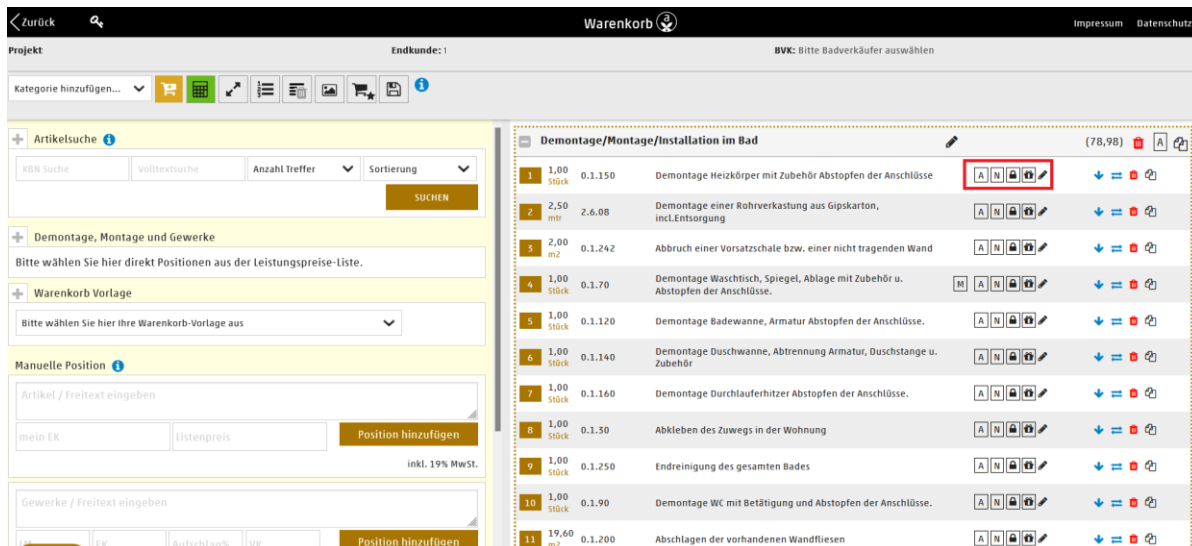 Zurück
Warenkorb
Impressum Datenschutz
Projekt Endkunde: BVK: Bitte Badverkäufer auswählen
Kategorie hinzufügen...
Artikelsuche
KBN Suche Volltextsuche Anzahl Treffer Sortierung
SUCHEN
Demontage, Montage und Gewerke
Bitte wählen Sie hier direkt Positionen aus der Leistungspreise-Liste.
Warenkorb Vorlage
Bitte wählen Sie hier Ihre Warenkorb-Vorlage aus
Manuelle Position
Artikel / Freitext eingeben
mein EK Listenpreis Position hinzufügen
inkl. 19% MwSt.
Gewerke / Freitext eingeben
EK Aufschlag% VK Position hinzufügen
Demontage/Montage/Installation im Bad (78,98) A
1 1,00 Stück 0.1.150 Demontage Heizkörper mit Zubehör Abstopfen der Anschlüsse A N
2 2,50 mtr 2.6.08 Demontage einer Rohrverkastung aus Gipskarton,
incl.Entsorgung A N
3 2,00 m2 0.1.242 Abbruch einer Vorsatzschale bzw. einer nicht tragenden Wand A N
4 1,00 Stück 0.1.70 Demontage Waschtisch, Spiegel, Ablage mit Zubehör u.
Abstopfen der Anschlüsse. M A N
5 1,00 Stück 0.1.120 Demontage Badewanne, Armatur Abstopfen der Anschlüsse. A N
6 1,00 Stück 0.1.140 Demontage Duschwanne, Abtrennung Armatur, Duschstange u.
Zubehör A N
7 1,00 Stück 0.1.160 Demontage Durchlauferhitzer Abstopfen der Anschlüsse. A N
8 1,00 Stück 0.1.30 Abkleben des Zuwegs in der Wohnung A N
9 1,00 Stück 0.1.250 Endreinigung des gesamten Bades A N
10 1,00 Stück 0.1.90 Demontage WC mit Betätigung und Abstopfen der Anschlüsse. A N
11 19,60 m2 0.1.200 Abschlagen der vorhandenen Wandfliesen A N